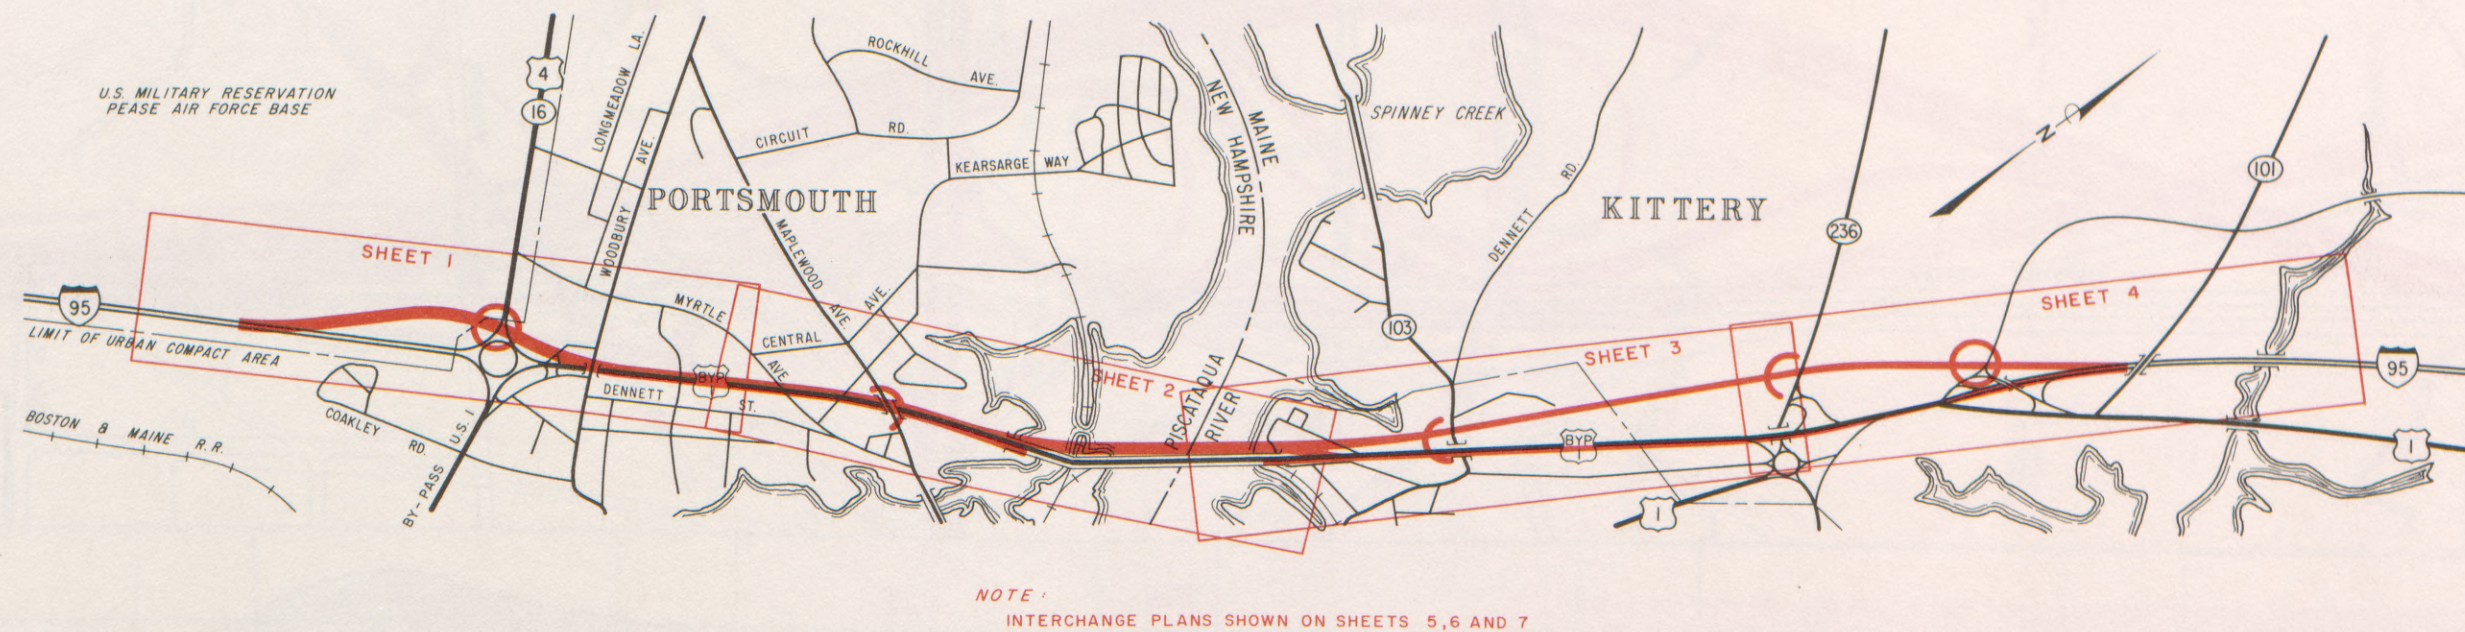 U.S. MILITARY RESERVATION
PEASE AIR FORCE BASE
4
16
LONGMEADOW LA.
ROCKHILL AVE.
CIRCUIT RD.
KEARSARGE WAY
WOODBURY AVE.
PORTSMOUTH
MAPLEWOOD AVE.
MAINE
NEW HAMPSHIRE
SPINNEY CREEK
DENNETT RD.
KITTERY
236
N
101
SHEET 1
95
LIMIT OF URBAN COMPACT AREA
MYRTLE AVE.
CENTRAL AVE.
BYP
1
DENNETT ST.
COAKLEY RD.
BOSTON & MAINE R.R.
BY-PASS U.S. 1
SHEET 2
PISCATAQUA
RIVER
103
SHEET 3
BYP
1
1
SHEET 4
95
1
NOTE:
INTERCHANGE PLANS SHOWN ON SHEETS 5,6 AND 7